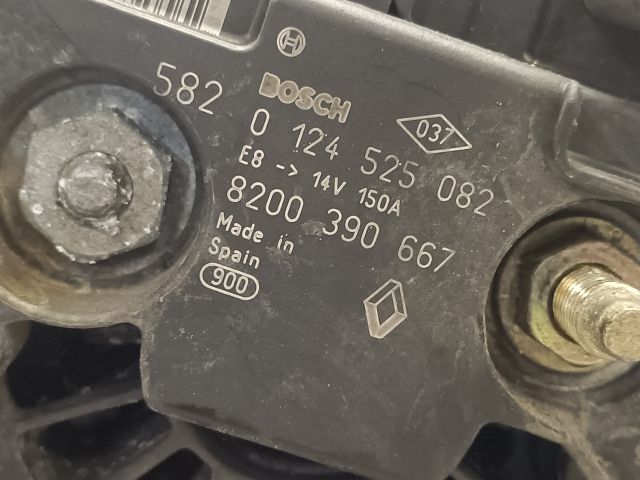 BOSCH
582 0 124 525 082
037
E8 -> 14V 150A
8200 390 667
Made in
Spain
900